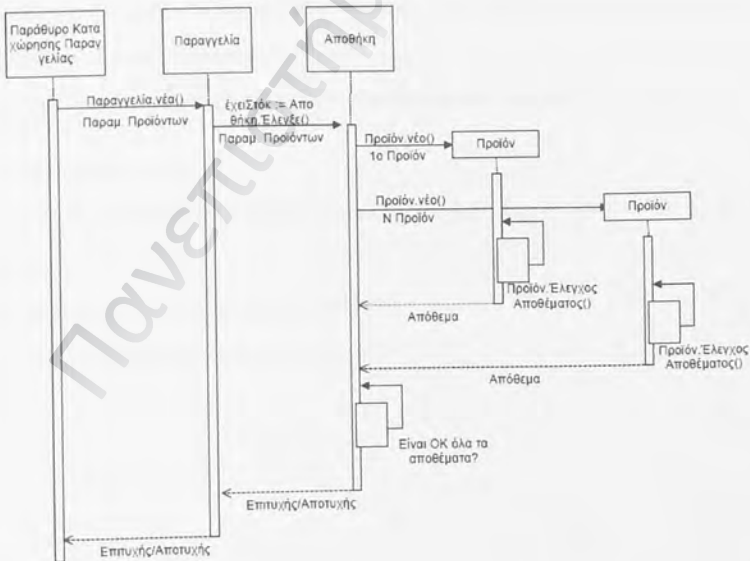 Παράθυρο Κατα
χώρησης Παραγ
γελίας
Παραγγελία
Αποθήκη
Παραγγελία.νέα()
Παραμ. Προϊόντων
έχειΣτόκ := Απο
θήκη.Έλεγξε()
Παραμ. Προϊόντων
Προϊόν.νέο()
1ο Προϊόν
Προϊόν
Προϊόν.νέο()
Ν Προϊόν
Προϊόν
Προϊόν.Έλεγχος
Αποθέματος()
Απόθεμα
Προϊόν.Έλεγχος
Αποθέματος()
Απόθεμα
Είναι ΟΚ όλα τα
αποθέματα?
Επιτυχής/Αποτυχής
Επιτυχής/Αποτυχής